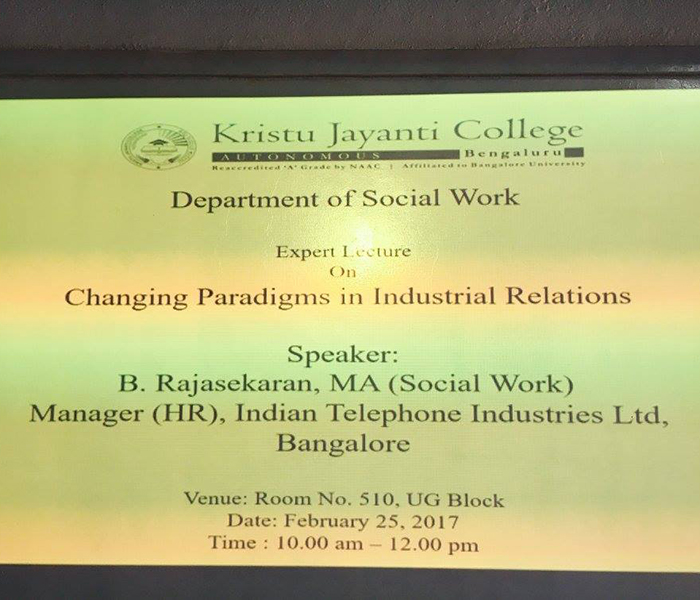 Kristu Jayanti College
AUTONOMOUS Bengaluru
Reaccredited 'A' Grade by NAAC | Affiliated to Bangalore University
Department of Social Work
Expert Lecture
On
Changing Paradigms in Industrial Relations
Speaker:
B. Rajasekaran, MA (Social Work)
Manager (HR), Indian Telephone Industries Ltd,
Bangalore
Venue: Room No. 510, UG Block
Date: February 25, 2017
Time : 10.00 am – 12.00 pm